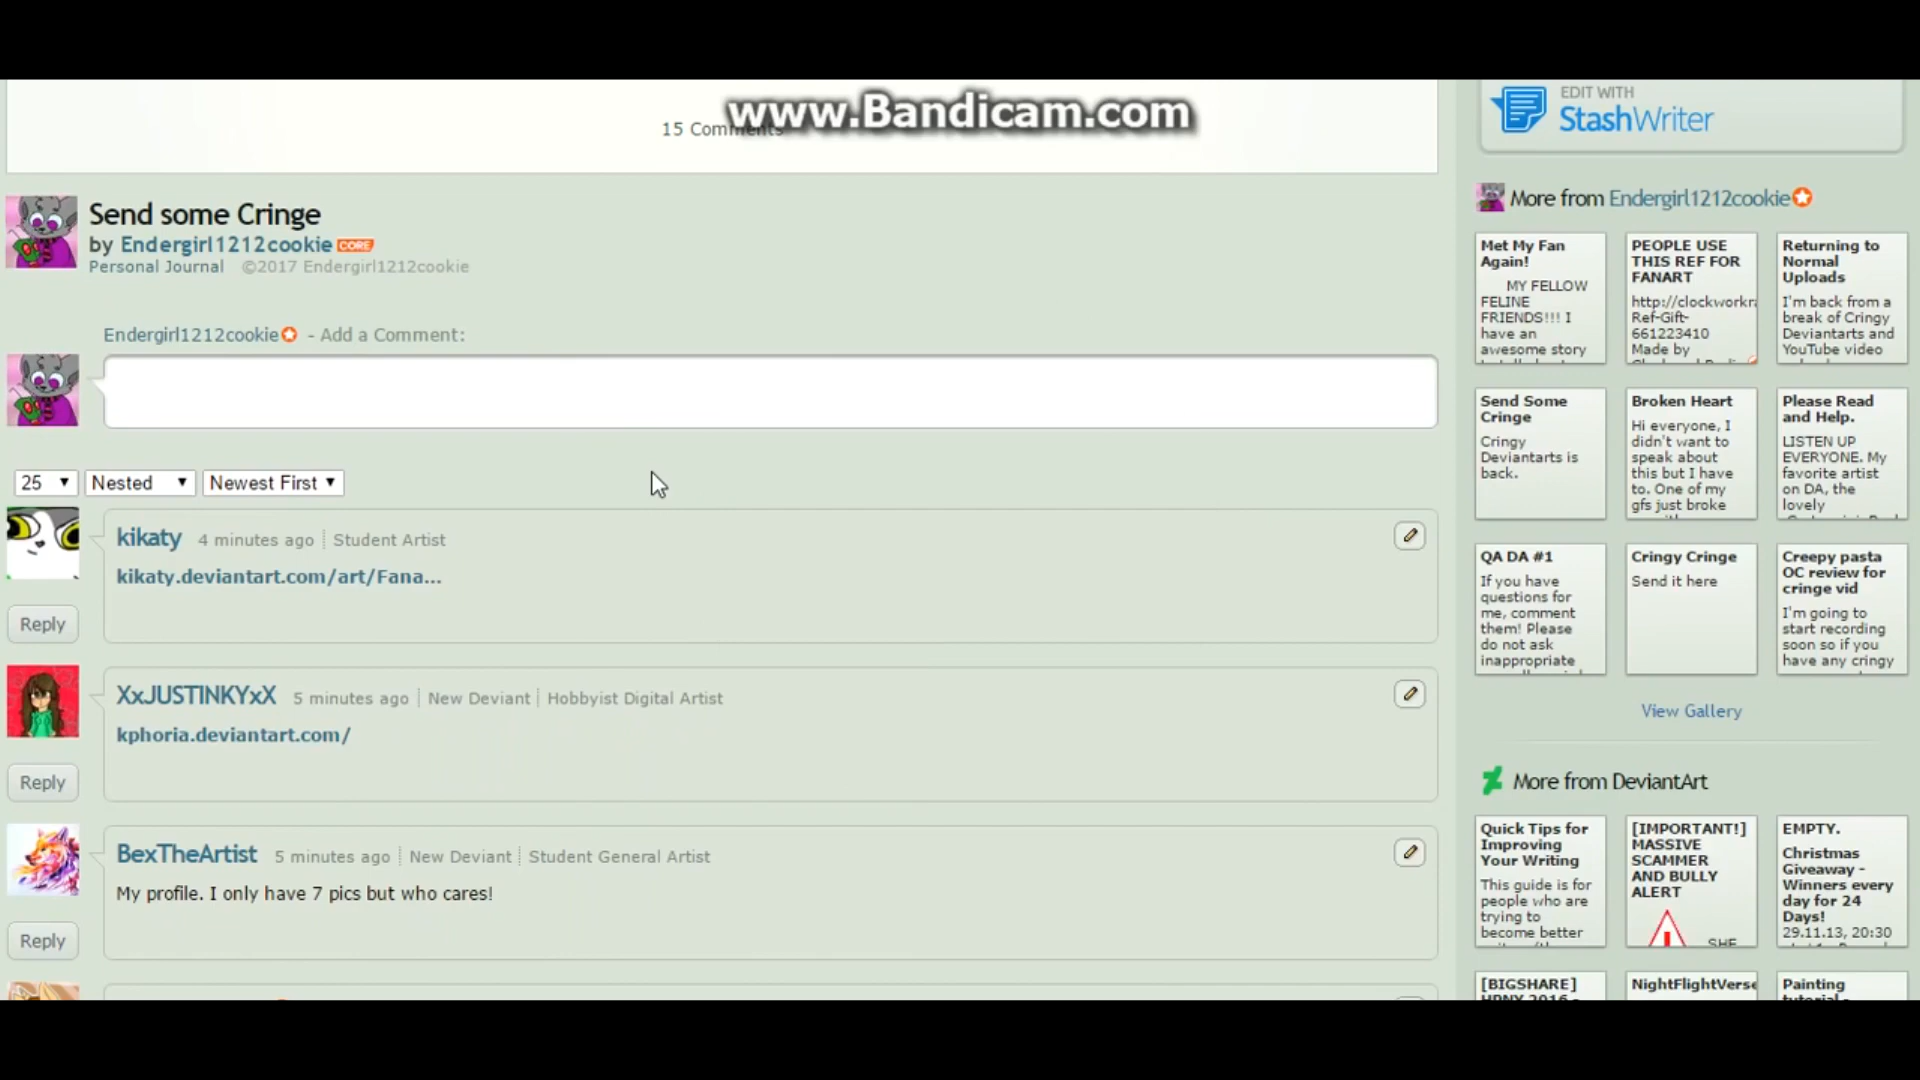 www.Bandicam.com
15 Comments
Send some Cringe
by Endergirl1212cookie CORE
Personal Journal ©2017 Endergirl1212cookie
Endergirl1212cookie - Add a Comment:
25 Nested Newest First
kikaty 4 minutes ago Student Artist
kikaty.deviantart.com/art/Fana...
Reply
XxJUSTINKYxX 5 minutes ago New Deviant Hobbyist Digital Artist
kphoria.deviantart.com/
Reply
BexTheArtist 5 minutes ago New Deviant Student General Artist
My profile. I only have 7 pics but who cares!
Reply
EDIT WITH
StashWriter
More from Endergirl1212cookie
Met My Fan
Again!
MY FELLOW
FELINE
FRIENDS!!! I
have an
awesome story
PEOPLE USE
THIS REF FOR
FANART
http://clockworkr
Ref-Gift-
661223410
Made by
Returning to
Normal
Uploads
I'm back from a
break of Cringy
Deviantarts and
YouTube video
Send Some
Cringe
Cringy
Deviantarts is
back.
Broken Heart
Hi everyone, I
didn't want to
speak about
this but I have
to. One of my
gfs just broke
Please Read
and Help.
LISTEN UP
EVERYONE. My
favorite artist
on DA, the
lovely
QA DA #1
If you have
questions for
me, comment
them! Please
do not ask
inappropriate
Cringy Cringe
Send it here
Creepy pasta
OC review for
cringe vid
I'm going to
start recording
soon so if you
have any cringy
View Gallery
More from DeviantArt
Quick Tips for
Improving
Your Writing
This guide is for
people who are
trying to
become better
[IMPORTANT!]
MASSIVE
SCAMMER
AND BULLY
ALERT
SHE
EMPTY.
Christmas
Giveaway -
Winners every
day for 24
Days!
29.11.13, 20:30
[BIGSHARE]
HPNY 2016 -
NightFlightVerse
Painting
tutorial -